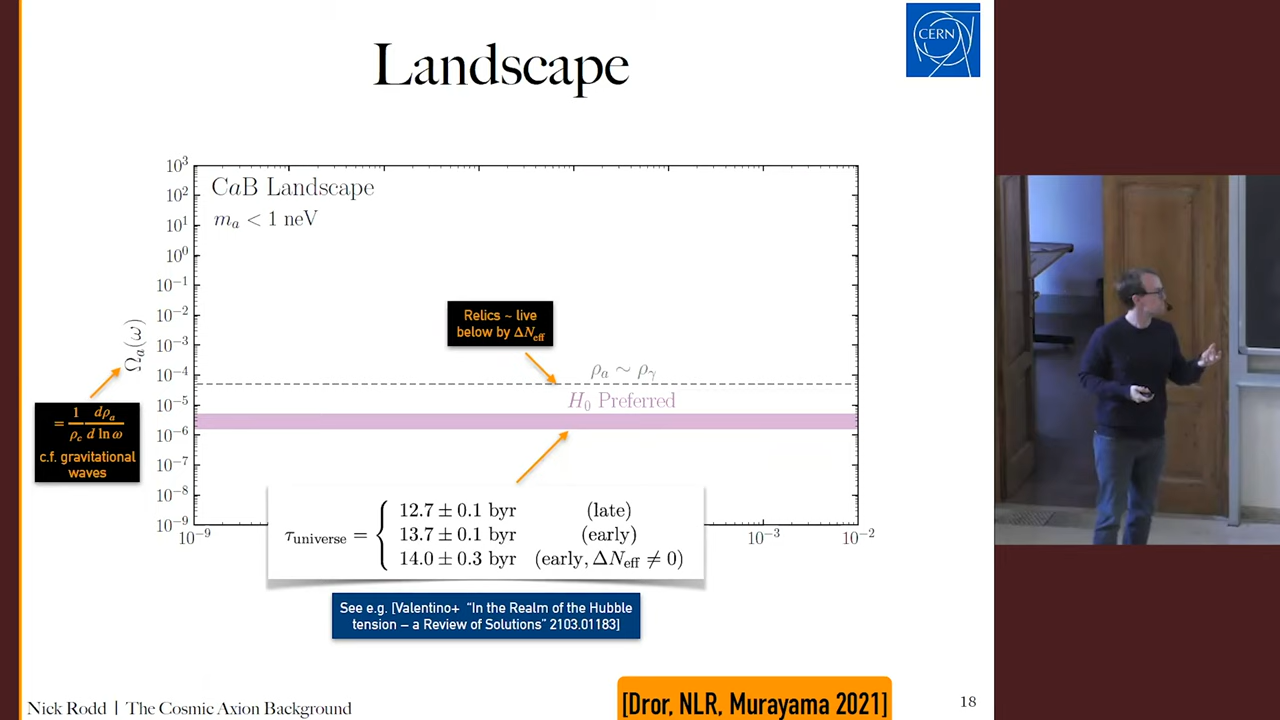 Landscape
CERN
10³
10²
10¹
10⁰
10⁻¹
10⁻²
10⁻³
10⁻⁴
10⁻⁵
10⁻⁶
10⁻⁷
10⁻⁸
10⁻⁹
Ωₐ(ω)
CaB Landscape
mₐ < 1 neV
Relics ~ live
below by ΔN_eff
ρₐ ∼ ρᵧ
H₀ Preferred
= 1/ρ_c dρₐ/d ln ω
c.f. gravitational
waves
10⁻⁹
10⁻³
10⁻²
τ_universe = {
12.7 ± 0.1 byr (late)
13.7 ± 0.1 byr (early)
14.0 ± 0.3 byr (early, ΔN_eff ≠ 0)
See e.g. [Valentino+ “In the Realm of the Hubble
tension – a Review of Solutions” 2103.01183]
[Dror, NLR, Murayama 2021]
Nick Rodd | The Cosmic Axion Background
18